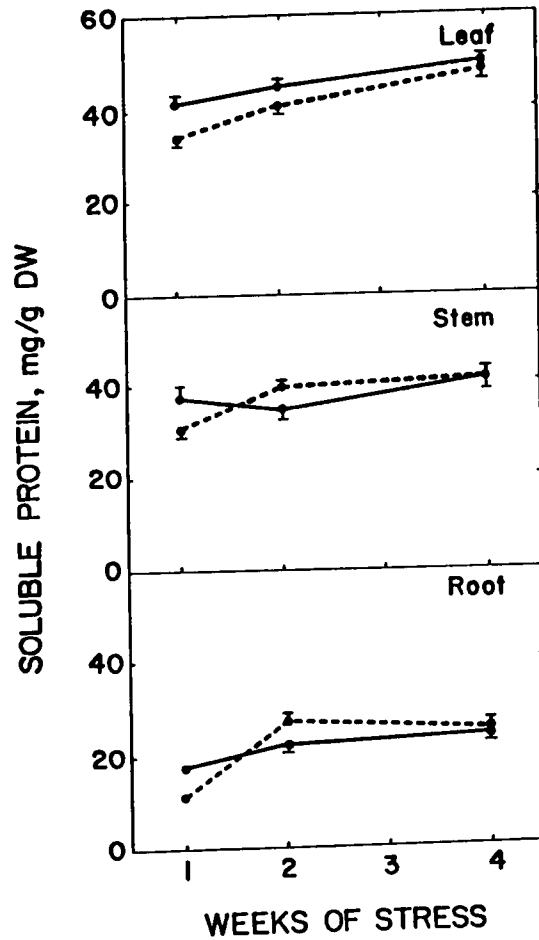 60
Leaf
40
20
0
Stem
40
20
0
Root
40
20
0
1 2 3 4
SOLUBLE PROTEIN, mg/g DW
WEEKS OF STRESS